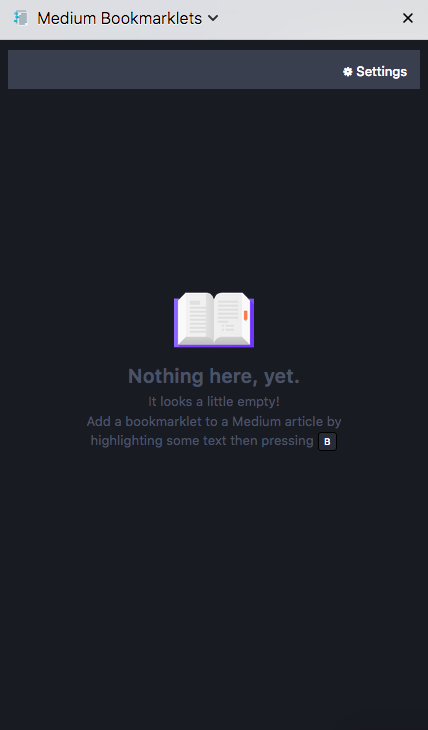 Medium Bookmarklets
Settings
Nothing here, yet.
It looks a little empty!
Add a bookmarklet to a Medium article by
highlighting some text then pressing B